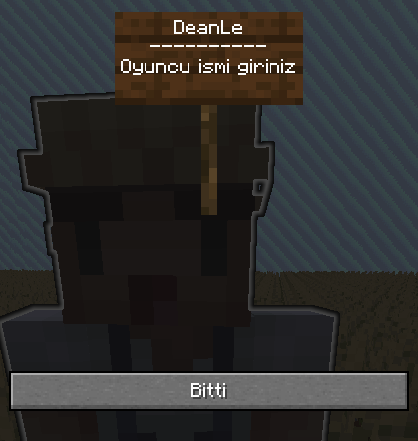 DeanLe
----------
Oyuncu ismi giriniz
Bitti